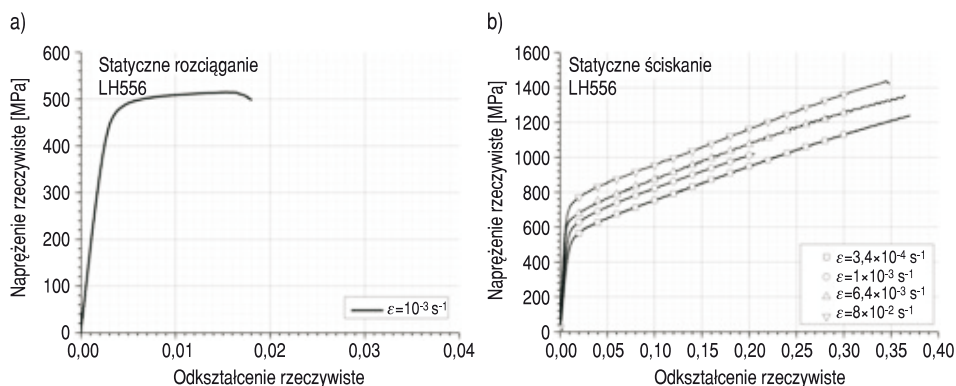 a)
Naprężenie rzeczywiste [MPa]
600
500
400
300
200
100
0
Statyczne rozciąganie
LH556
ε=10⁻³ s⁻¹
0,00 0,01 0,02 0,03 0,04
Odkształcenie rzeczywiste
b)
Naprężenie rzeczywiste [MPa]
1600
1400
1200
1000
800
600
400
200
0
Statyczne ściskanie
LH556
ε=3,4×10⁻⁴ s⁻¹
ε=1×10⁻³ s⁻¹
ε=6,4×10⁻³ s⁻¹
ε=8×10⁻² s⁻¹
0,00 0,05 0,10 0,15 0,20 0,25 0,30 0,35 0,40
Odkształcenie rzeczywiste